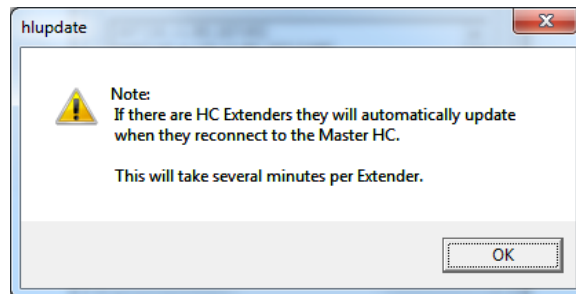 hlupdate
Note:
If there are HC Extenders they will automatically update
when they reconnect to the Master HC.
This will take several minutes per Extender.
OK